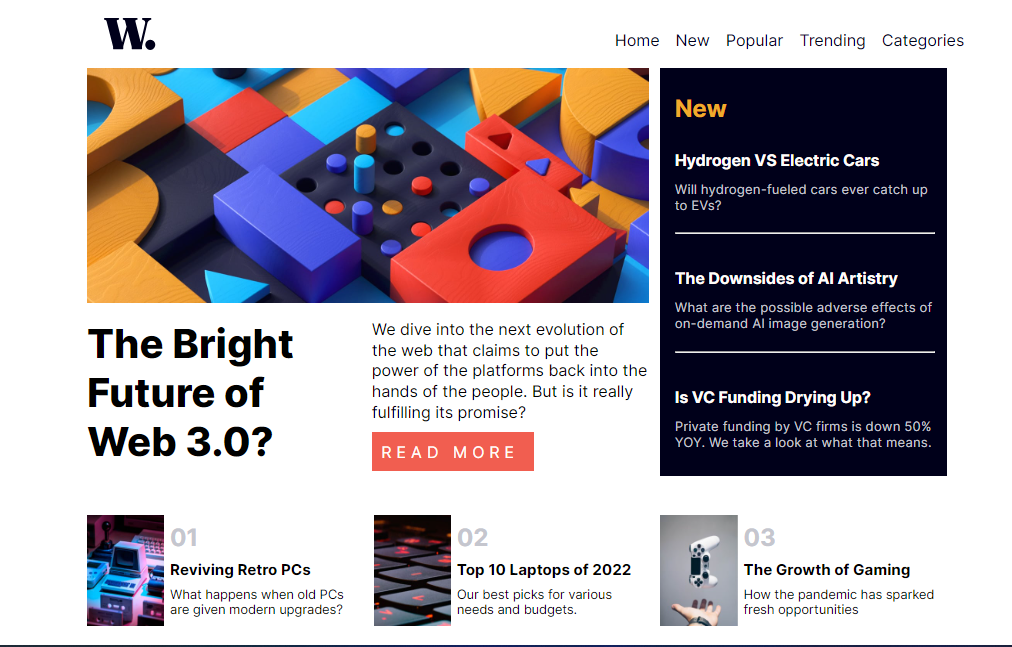 W.
Home New Popular Trending Categories
The Bright
Future of
Web 3.0?
We dive into the next evolution of
the web that claims to put the
power of the platforms back into the
hands of the people. But is it really
fulfilling its promise?
READ MORE
New
Hydrogen VS Electric Cars
Will hydrogen-fueled cars ever catch up
to EVs?
The Downsides of AI Artistry
What are the possible adverse effects of
on-demand AI image generation?
Is VC Funding Drying Up?
Private funding by VC firms is down 50%
YOY. We take a look at what that means.
01
Reviving Retro PCs
What happens when old PCs
are given modern upgrades?
02
Top 10 Laptops of 2022
Our best picks for various
needs and budgets.
03
The Growth of Gaming
How the pandemic has sparked
fresh opportunities